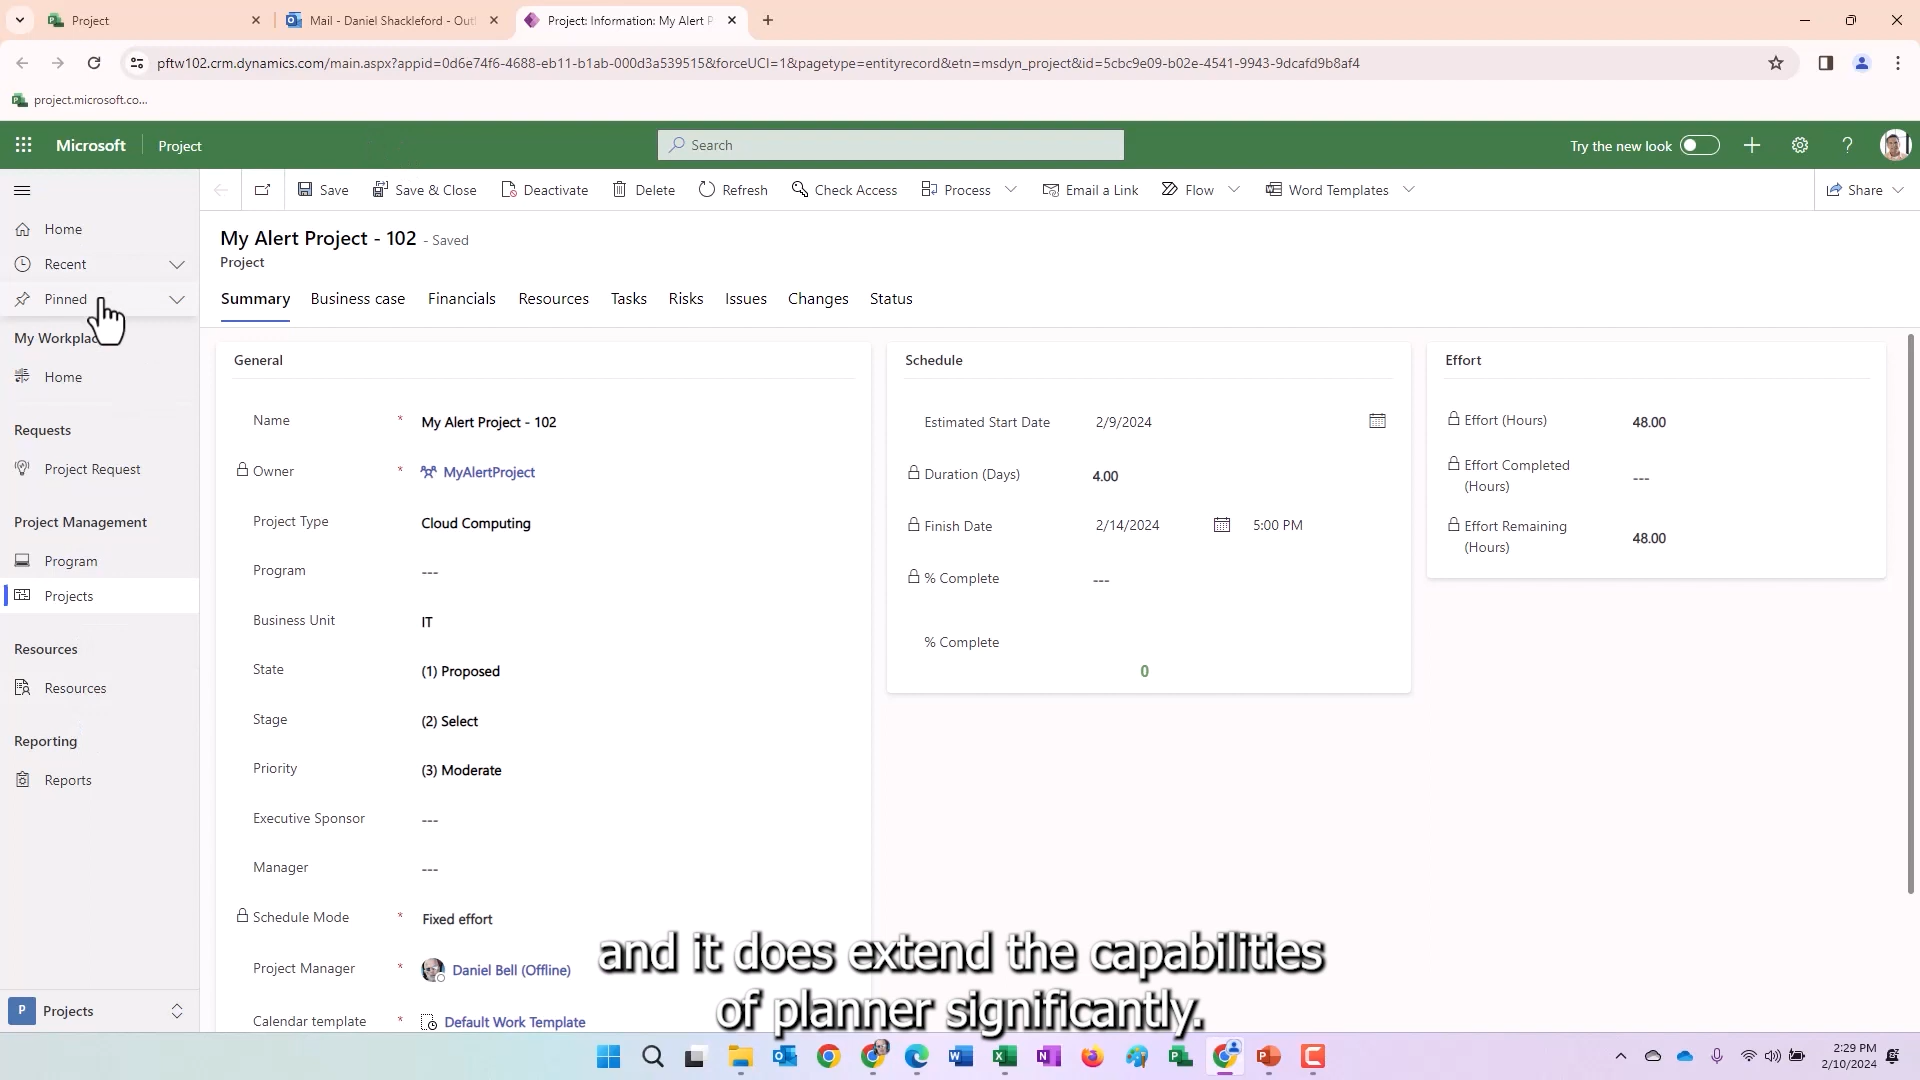 Project
Mail - Daniel Shackleford - Out
Project: Information: My Alert P
pftw102.crm.dynamics.com/main.aspx?appid=0d6e74f6-4688-eb11-b1ab-000d3a539515&forceUCI=1&pagetype=entityrecord&etn=msdyn_project&id=5cbc9e09-b02e-4541-9943-9dcafd9b8af4
project.microsoft.co...
Microsoft
Project
Search
Try the new look
Save
Save & Close
Deactivate
Delete
Refresh
Check Access
Process
Email a Link
Flow
Word Templates
Share
Home
Recent
Pinned
My Workplac
Home
Requests
Project Request
Project Management
Program
Projects
Resources
Resources
Reporting
Reports
P Projects
My Alert Project - 102 - Saved
Project
Summary
Business case
Financials
Resources
Tasks
Risks
Issues
Changes
Status
General
Name * My Alert Project - 102
Owner * MyAlertProject
Project Type Cloud Computing
Program ---
Business Unit IT
State (1) Proposed
Stage (2) Select
Priority (3) Moderate
Executive Sponsor ---
Manager ---
Schedule Mode * Fixed effort
Project Manager * Daniel Bell (Offline)
Calendar template * Default Work Template
Schedule
Estimated Start Date 2/9/2024
Duration (Days) 4.00
Finish Date 2/14/2024 5:00 PM
% Complete ---
% Complete
0
Effort
Effort (Hours) 48.00
Effort Completed
(Hours) ---
Effort Remaining
(Hours) 48.00
and it does extend the capabilities
of planner significantly.
2:29 PM
2/10/2024